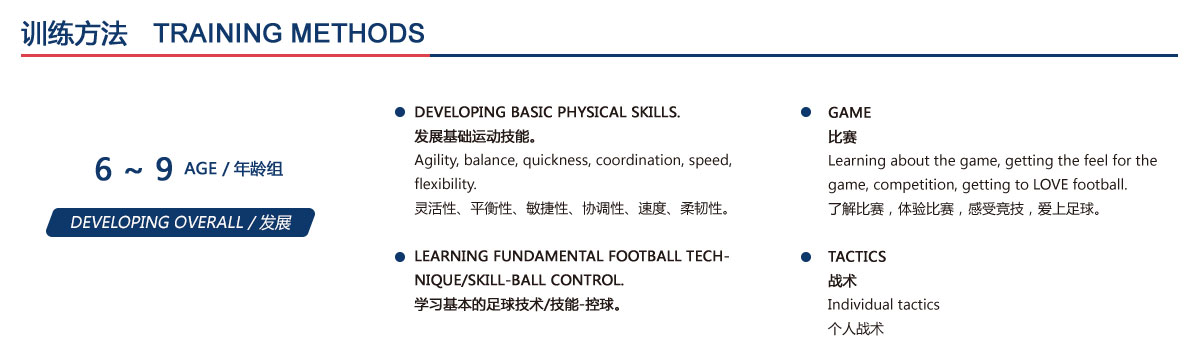 训练方法 TRAINING METHODS
6 ~ 9 AGE / 年龄组
DEVELOPING OVERALL / 发展
DEVELOPING BASIC PHYSICAL SKILLS.
发展基础运动技能。
Agility, balance, quickness, coordination, speed,
flexibility.
灵活性、平衡性、敏捷性、协调性、速度、柔韧性。
LEARNING FUNDAMENTAL FOOTBALL TECH-
NIQUE/SKILL-BALL CONTROL.
学习基本的足球技术/技能-控球。
GAME
比赛
Learning about the game, getting the feel for the
game, competition, getting to LOVE football.
了解比赛，体验比赛，感受竞技，爱上足球。
TACTICS
战术
Individual tactics
个人战术